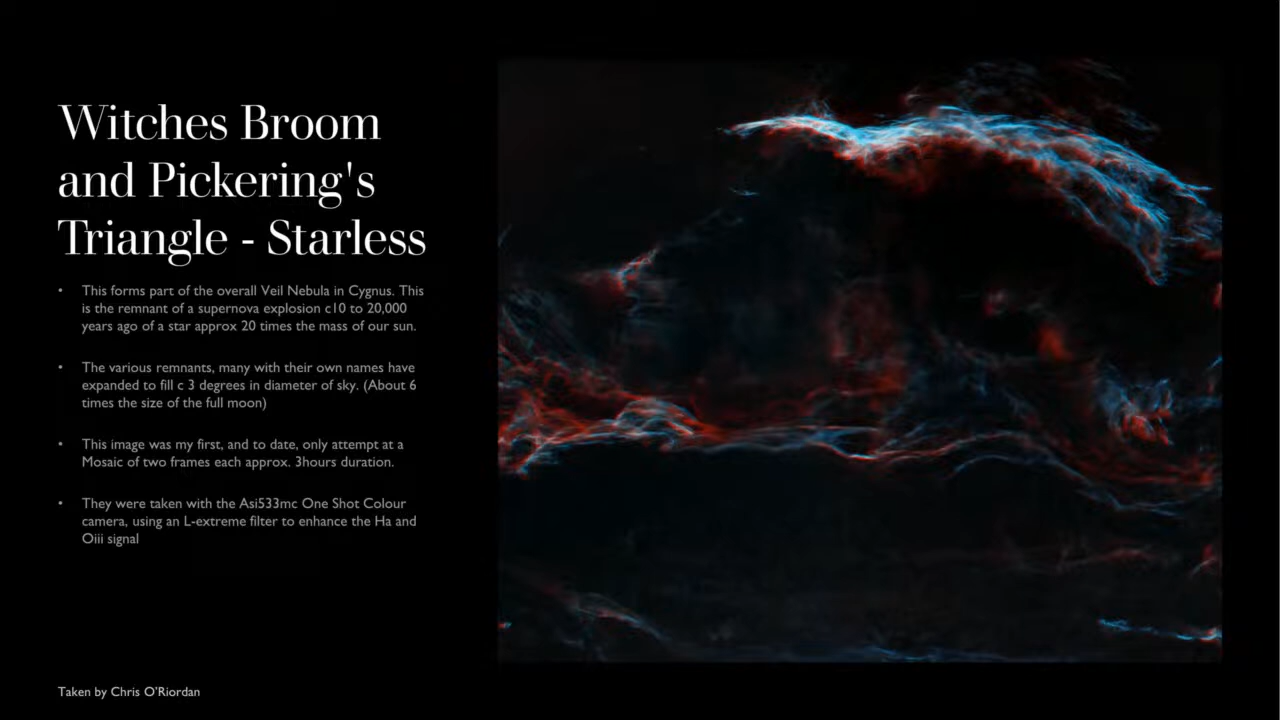 Witches Broom
and Pickering's
Triangle - Starless
• This forms part of the overall Veil Nebula in Cygnus. This
is the remnant of a supernova explosion c10 to 20,000
years ago of a star approx 20 times the mass of our sun.
• The various remnants, many with their own names have
expanded to fill c 3 degrees in diameter of sky. (About 6
times the size of the full moon)
• This image was my first, and to date, only attempt at a
Mosaic of two frames each approx. 3hours duration.
• They were taken with the Asi533mc One Shot Colour
camera, using an L-extreme filter to enhance the Ha and
Oiii signal
Taken by Chris O'Riordan